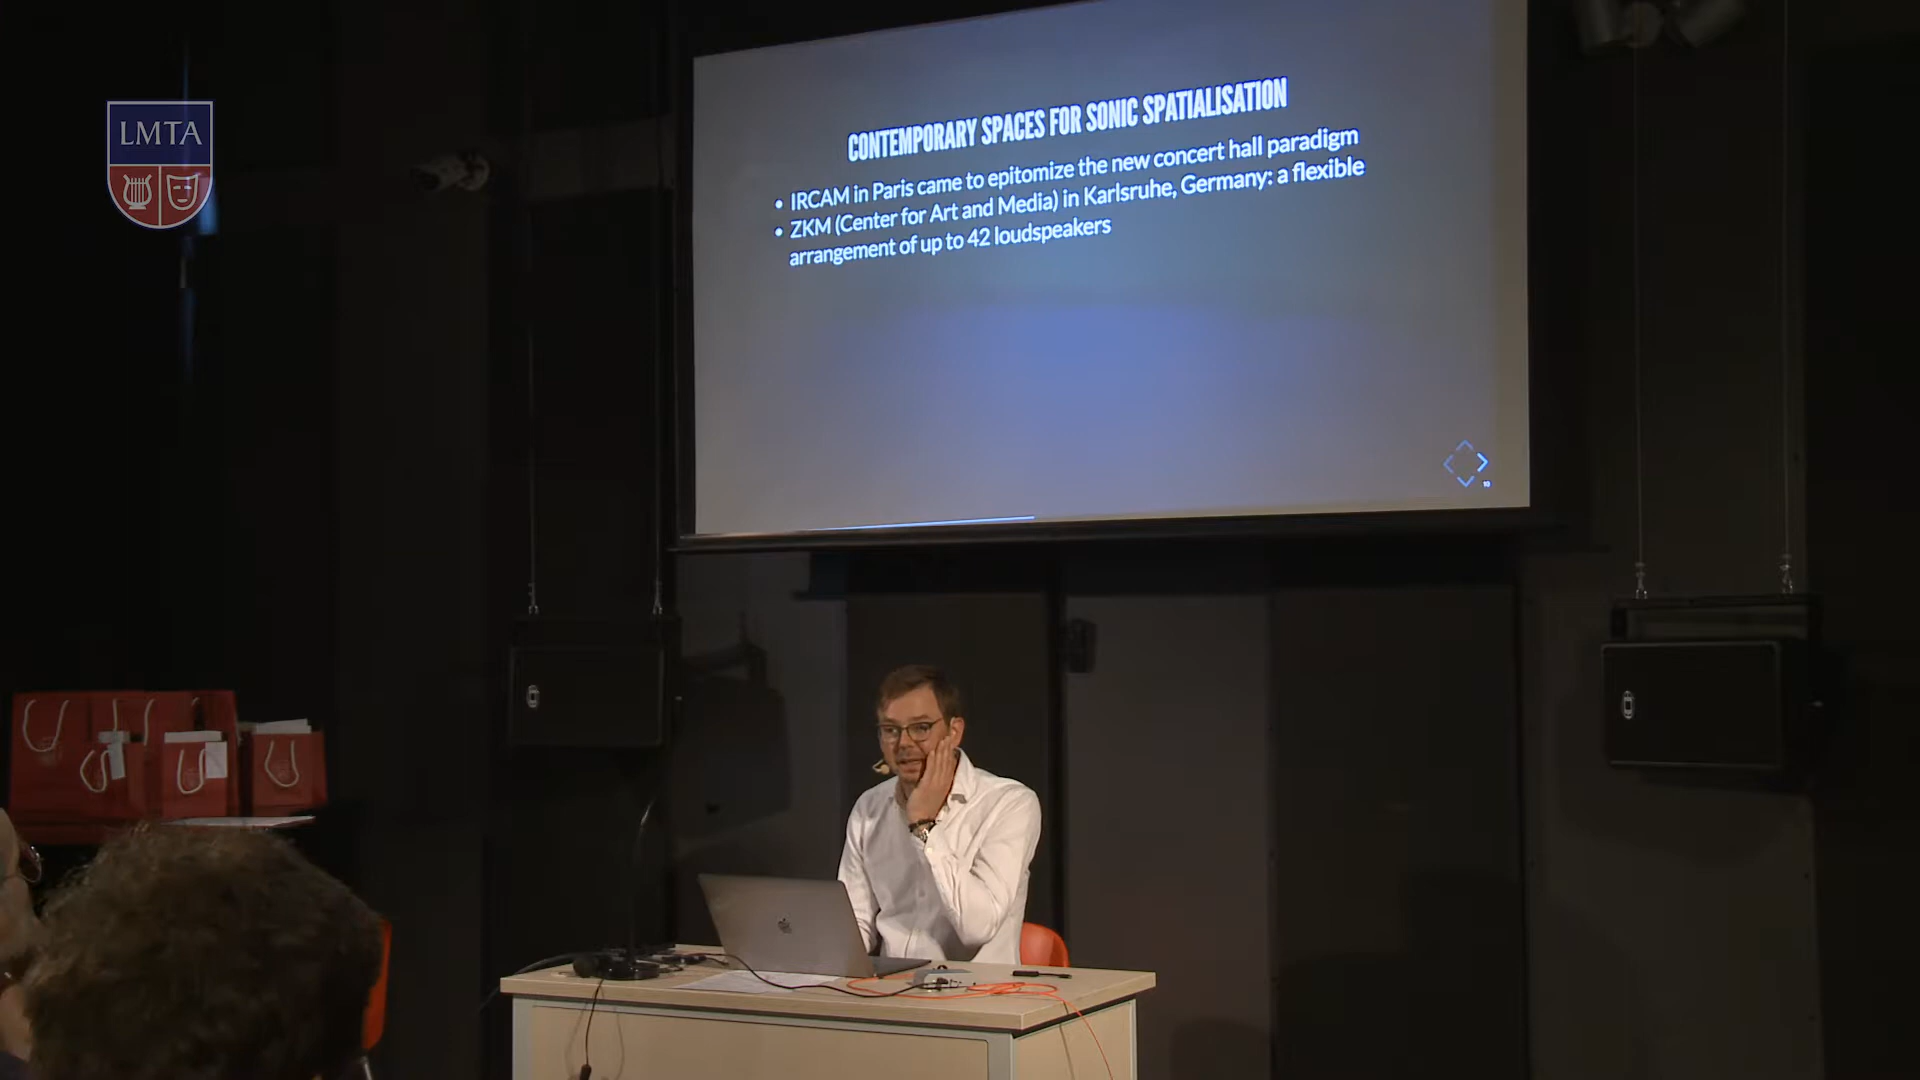 LMTA
CONTEMPORARY SPACES FOR SONIC SPATIALISATION
• IRCAM in Paris came to epitomize the new concert hall paradigm
• ZKM (Center for Art and Media) in Karlsruhe, Germany: a flexible
arrangement of up to 42 loudspeakers
10